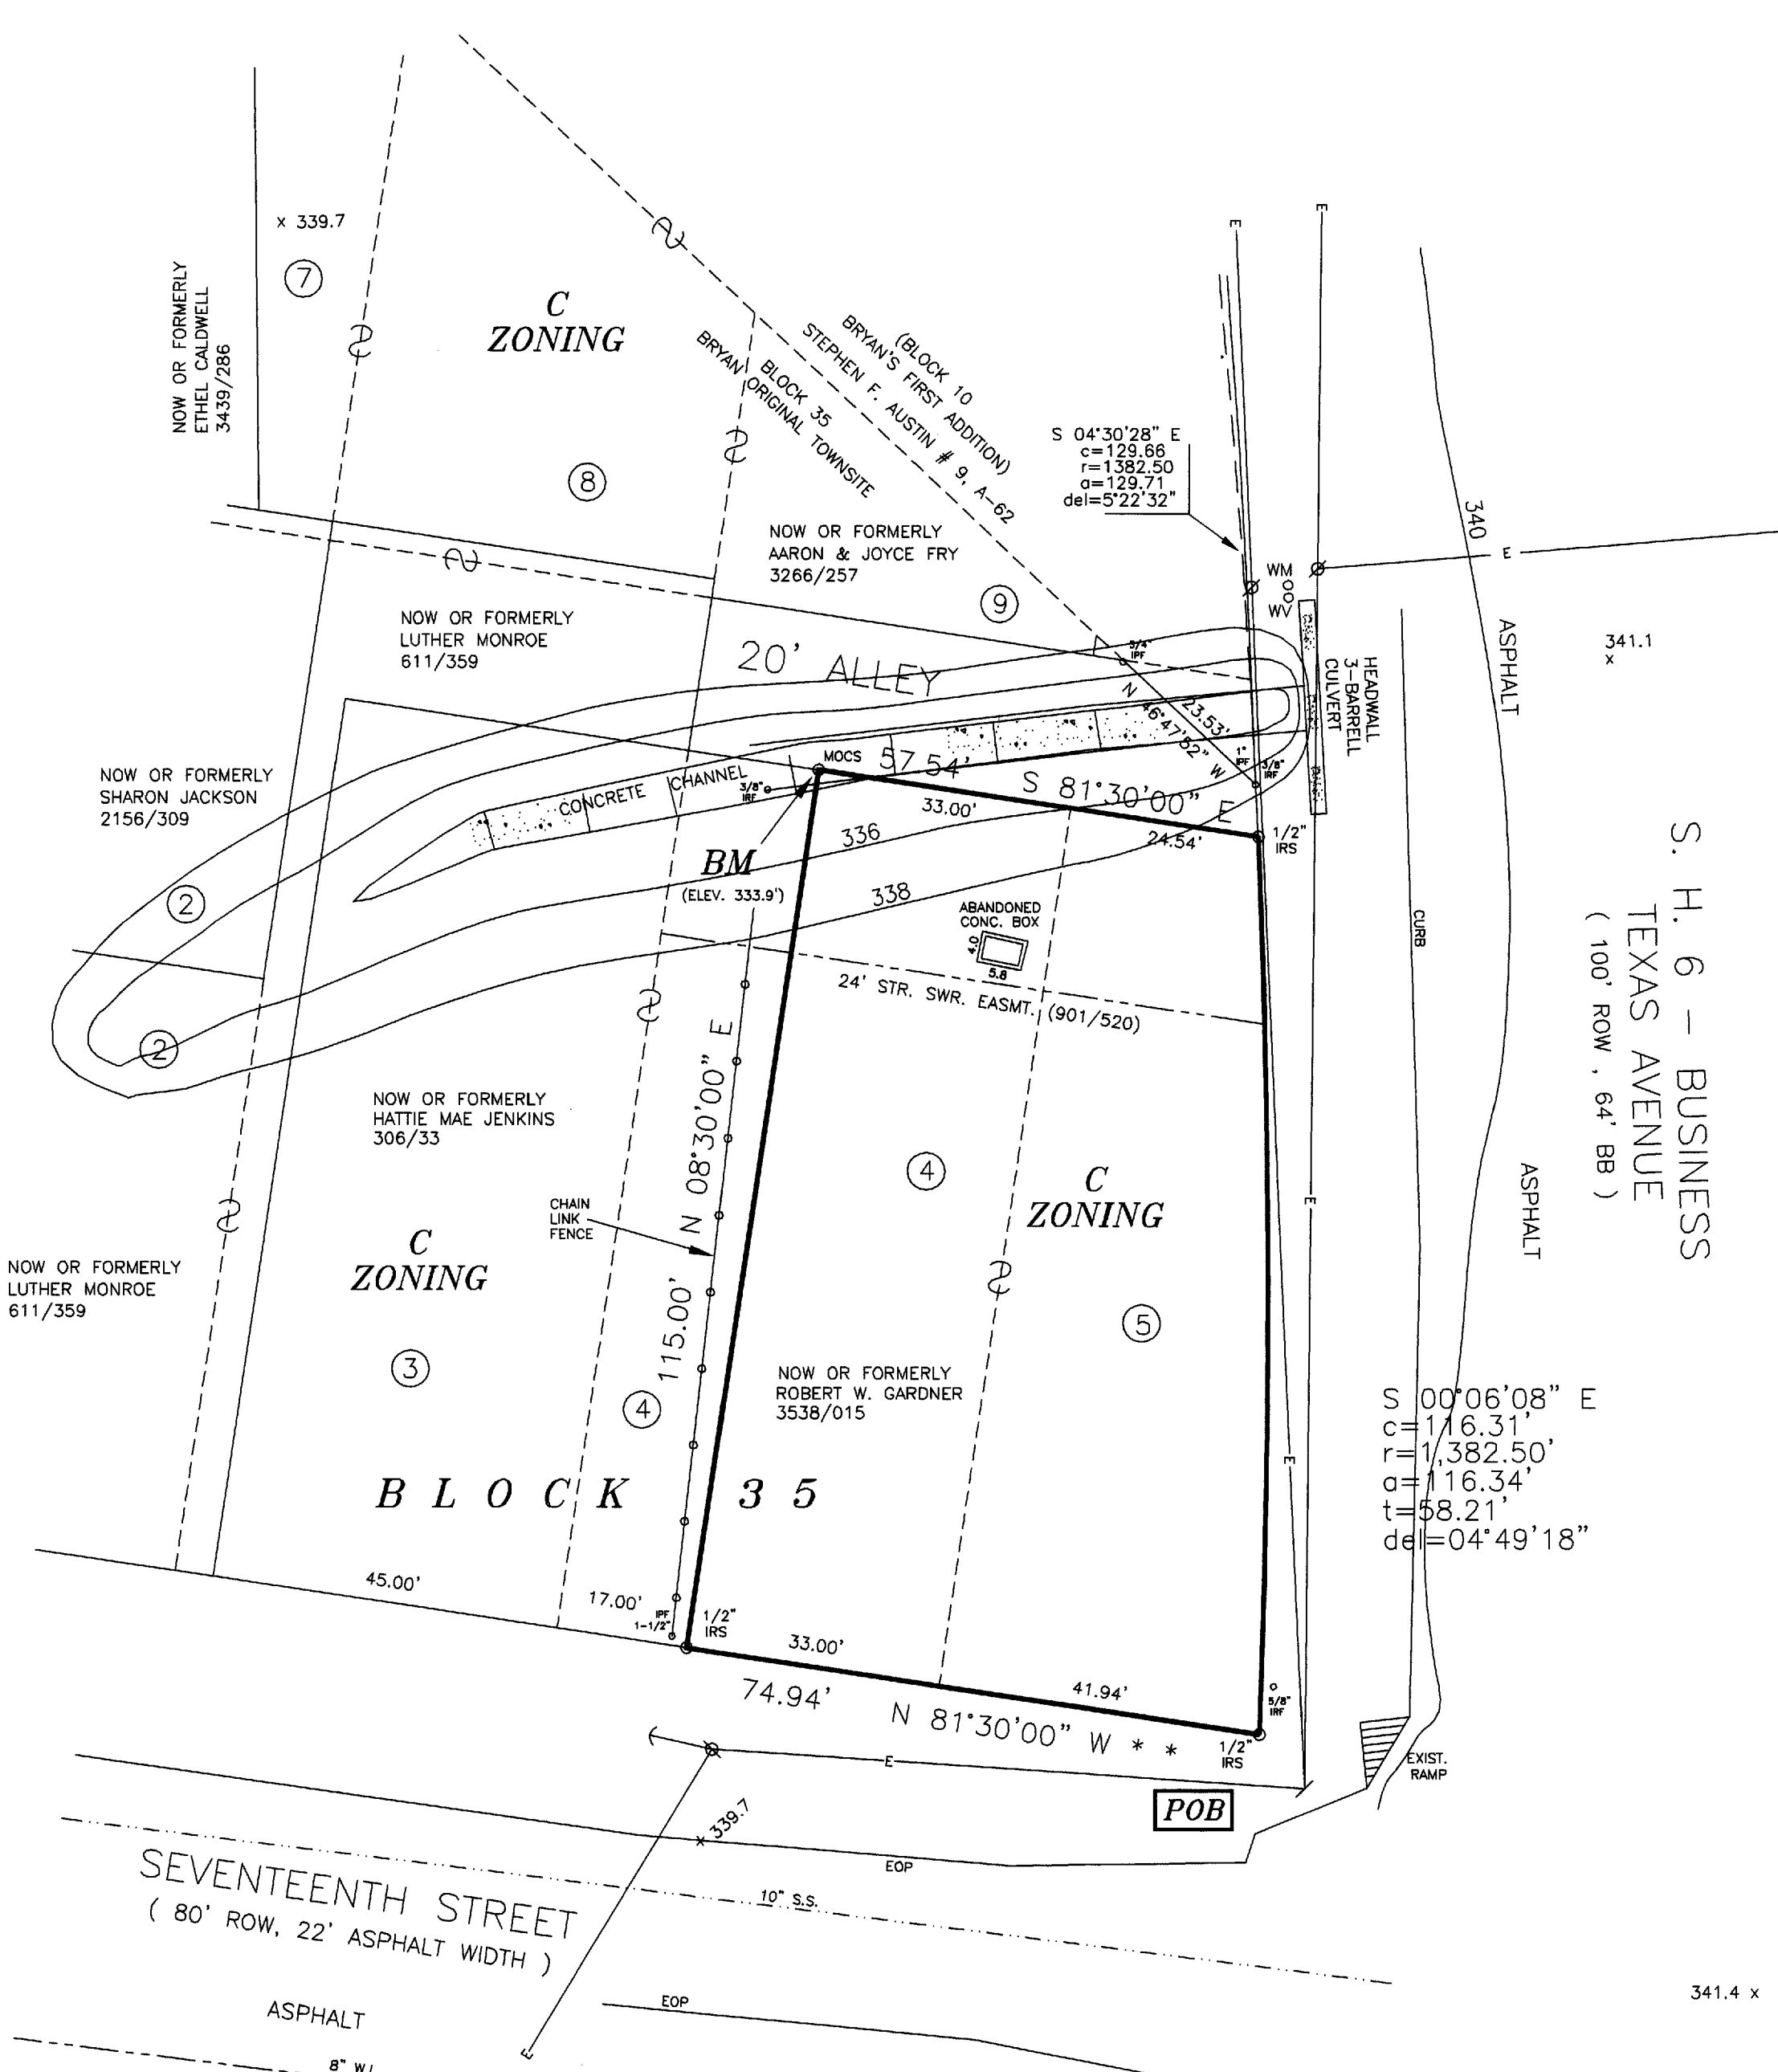 x 339.7
7
NOW OR FORMERLY
ETHEL CALDWELL
3439/286
C
ZONING
8
(BLOCK 10
BRYAN'S FIRST ADDITION)
STEPHEN F. AUSTIN # 9, A-62
BLOCK 35
BRYAN ORIGINAL TOWNSITE
S 04°30'28" E
c=129.66
r=1382.50
a=129.71
del=5°22'32"
E
E
NOW OR FORMERLY
AARON & JOYCE FRY
3266/257
9
WM
WV
340
E
ASPHALT
341.1
x
NOW OR FORMERLY
LUTHER MONROE
611/359
20' ALLEY
3/4"
IPF
N 46°47'52" W
23.53'
1"
IPF
3/8"
IRF
HEADWALL
3-BARRELL
CULVERT
MOCS
57.54'
S 81°30'00" E
33.00'
24.54'
1/2"
IRS
NOW OR FORMERLY
SHARON JACKSON
2156/309
CONCRETE CHANNEL
3/8"
IRF
336
BM
(ELEV. 333.9')
338
2
ABANDONED
CONC. BOX
4.0
5.8
24' STR. SWR. EASMT. (901/520)
CURB
S. H. 6 - BUSINESS
TEXAS AVENUE
( 100' ROW , 64' BB )
2
NOW OR FORMERLY
HATTIE MAE JENKINS
306/33
115.00' N 08°30'00" E
CHAIN
LINK
FENCE
4
C
ZONING
E
ASPHALT
C
ZONING
NOW OR FORMERLY
LUTHER MONROE
611/359
3
4
5
NOW OR FORMERLY
ROBERT W. GARDNER
3538/015
S 00°06'08" E
c=116.31'
r=1,382.50'
a=116.34'
t=58.21'
del=04°49'18"
E
BLOCK 35
45.00'
17.00'
IPF
1-1/2"
1/2"
IRS
33.00'
41.94'
74.94' N 81°30'00" W * *
5/8"
IRF
1/2"
IRS
E
EXIST.
RAMP
POB
x 339.7
EOP
SEVENTEENTH STREET
( 80' ROW, 22' ASPHALT WIDTH )
10" S.S.
341.4 x
ASPHALT
EOP
E
8" WL